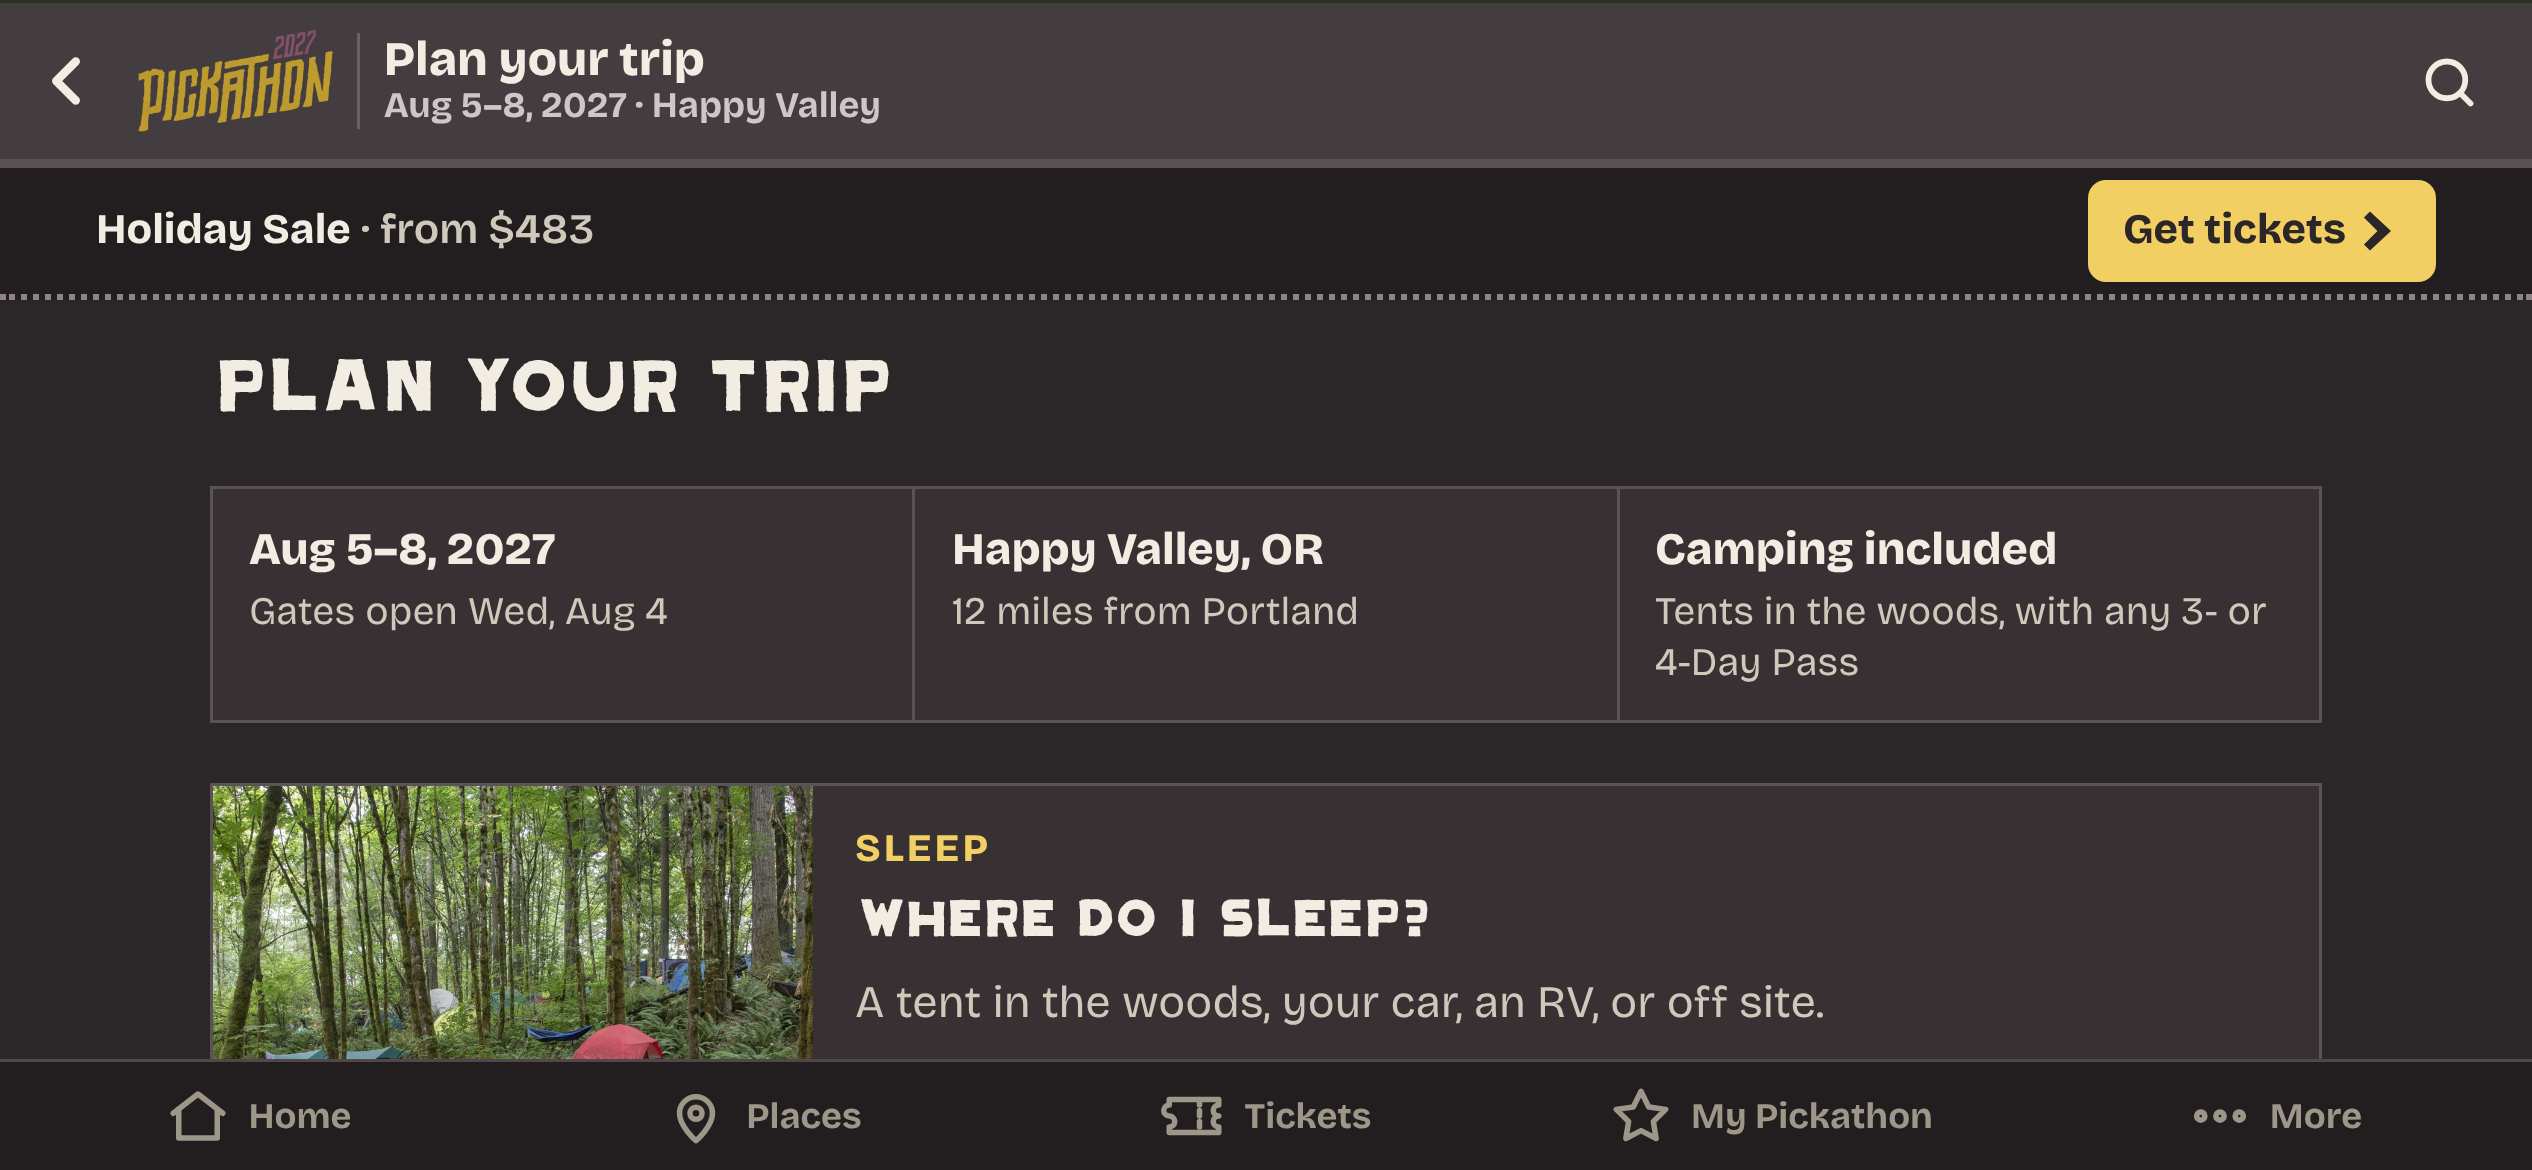 2027
PICKATHON
Plan your trip
Aug 5–8, 2027 · Happy Valley
Holiday Sale · from $483
Get tickets
PLAN YOUR TRIP
Aug 5–8, 2027
Gates open Wed, Aug 4
Happy Valley, OR
12 miles from Portland
Camping included
Tents in the woods, with any 3- or
4-Day Pass
SLEEP
WHERE DO I SLEEP?
A tent in the woods, your car, an RV, or off site.
Home
Places
Tickets
My Pickathon
More